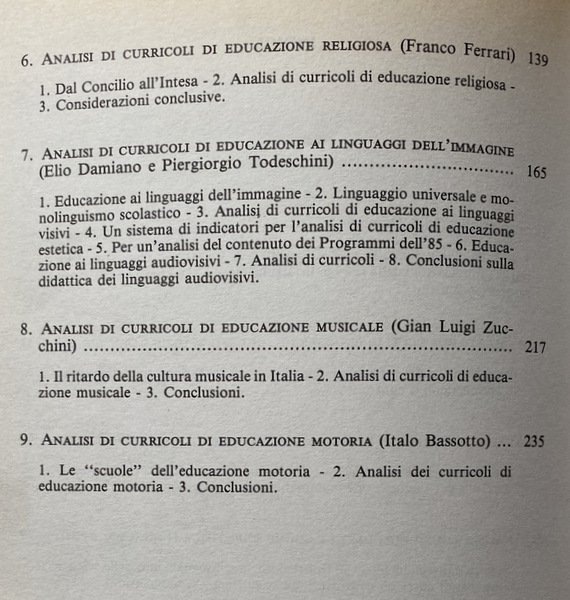 6. ANALISI DI CURRICOLI DI EDUCAZIONE RELIGIOSA (Franco Ferrari) 139
1. Dal Concilio all'Intesa - 2. Analisi di curricoli di educazione religiosa -
3. Considerazioni conclusive.
7. ANALISI DI CURRICOLI DI EDUCAZIONE AI LINGUAGGI DELL'IMMAGINE
(Elio Damiano e Piergiorgio Todeschini) ................................ 165
1. Educazione ai linguaggi dell'immagine - 2. Linguaggio universale e mo-
nolinguismo scolastico - 3. Analisi di curricoli di educazione ai linguaggi
visivi - 4. Un sistema di indicatori per l'analisi di curricoli di educazione
estetica - 5. Per un'analisi del contenuto dei Programmi dell'85 - 6. Educa-
zione ai linguaggi audiovisivi - 7. Analisi di curricoli - 8. Conclusioni sulla
didattica dei linguaggi audiovisivi.
8. ANALISI DI CURRICOLI DI EDUCAZIONE MUSICALE (Gian Luigi Zuc-
chini) ................................................................................ 217
1. Il ritardo della cultura musicale in Italia - 2. Analisi di curricoli di educa-
zione musicale - 3. Conclusioni.
9. ANALISI DI CURRICOLI DI EDUCAZIONE MOTORIA (Italo Bassotto) ... 235
1. Le "scuole" dell'educazione motoria - 2. Analisi dei curricoli di
educazione motoria - 3. Conclusioni.